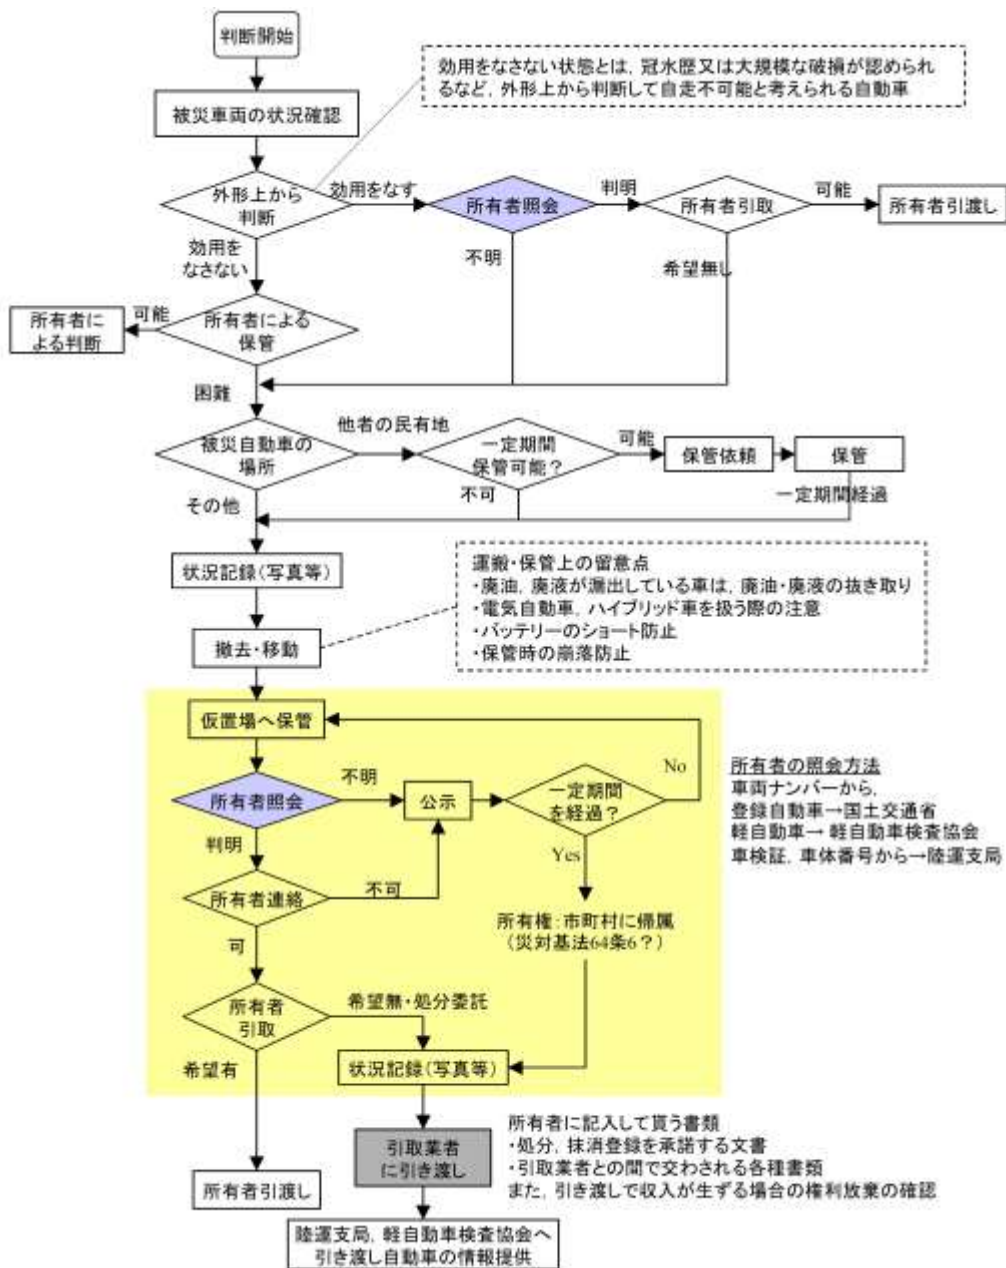 判断開始
効用をなさない状態とは，冠水歴又は大規模な破損が認められ
るなど，外形上から判断して自走不可能と考えられる自動車
被災車両の状況確認
外形上から
判断
効用をなす
所有者照会
判明
所有者引取
可能
所有者引渡し
効用を
なさない
不明
希望無し
所有者に
よる判断
可能
所有者による
保管
困難
被災自動車の
場所
他者の民有地
一定期間
保管可能？
可能
保管依頼
保管
その他
不可
一定期間経過
状況記録（写真等）
運搬・保管上の留意点
・廃油，廃液が漏出している車は，廃油・廃液の抜き取り
・電気自動車，ハイブリッド車を扱う際の注意
・バッテリーのショート防止
・保管時の崩落防止
撤去・移動
仮置場へ保管
所有者照会
不明
公示
一定期間
を経過？
No
所有者の照会方法
車両ナンバーから，
登録自動車→国土交通省
軽自動車→ 軽自動車検査協会
車検証，車体番号から→陸運支局
判明
Yes
所有者連絡
不可
所有権：市町村に帰属
（災対基法64条6？）
可
所有者
引取
希望無・処分委託
希望有
状況記録（写真等）
引取業者
に引き渡し
所有者に記入して貰う書類
・処分，抹消登録を承諾する文書
・引取業者との間で交わされる各種書類
また，引き渡しで収入が生ずる場合の権利放棄の確認
所有者引渡し
陸運支局，軽自動車検査協会へ
引き渡し自動車の情報提供